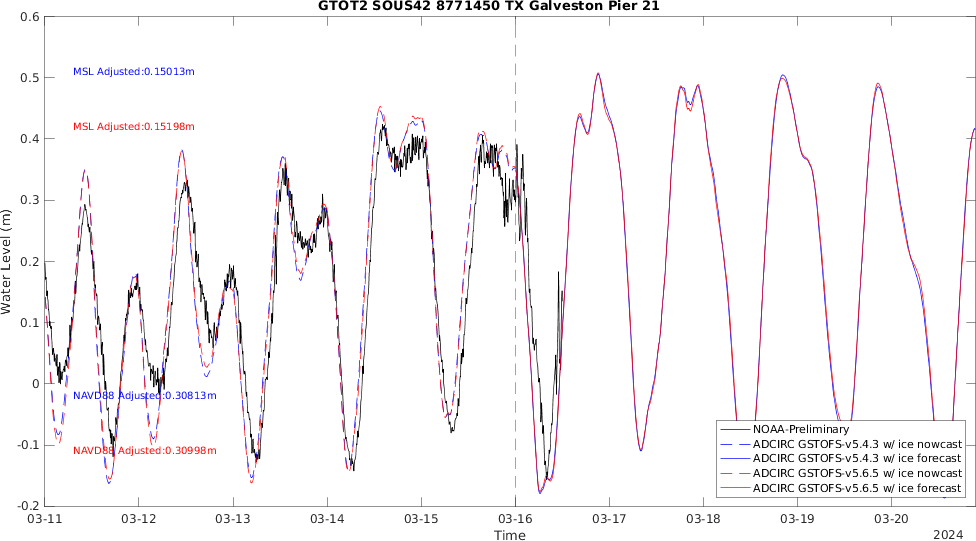 GTOT2 SOUS42 8771450 TX Galveston Pier 21
0.6
0.5
0.4
0.3
0.2
0.1
0
-0.1
-0.2
Water Level (m)
MSL Adjusted:0.15013m
MSL Adjusted:0.15198m
NAVD88 Adjusted:0.30813m
NAVD88 Adjusted:0.30998m
NOAA-Preliminary
ADCIRC GSTOFS-v5.4.3 w/ ice nowcast
ADCIRC GSTOFS-v5.4.3 w/ ice forecast
ADCIRC GSTOFS-v5.6.5 w/ ice nowcast
ADCIRC GSTOFS-v5.6.5 w/ ice forecast
03-11 03-12 03-13 03-14 03-15 03-16 03-17 03-18 03-19 03-20
Time
2024